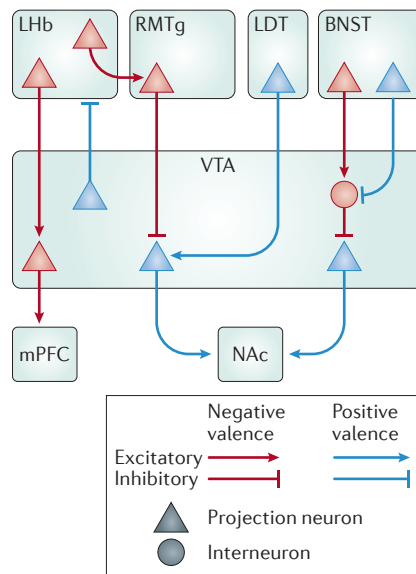 LHb
RMTg
LDT
BNST
VTA
mPFC
NAc
Negative valence
Positive valence
Excitatory
Inhibitory
Projection neuron
Interneuron